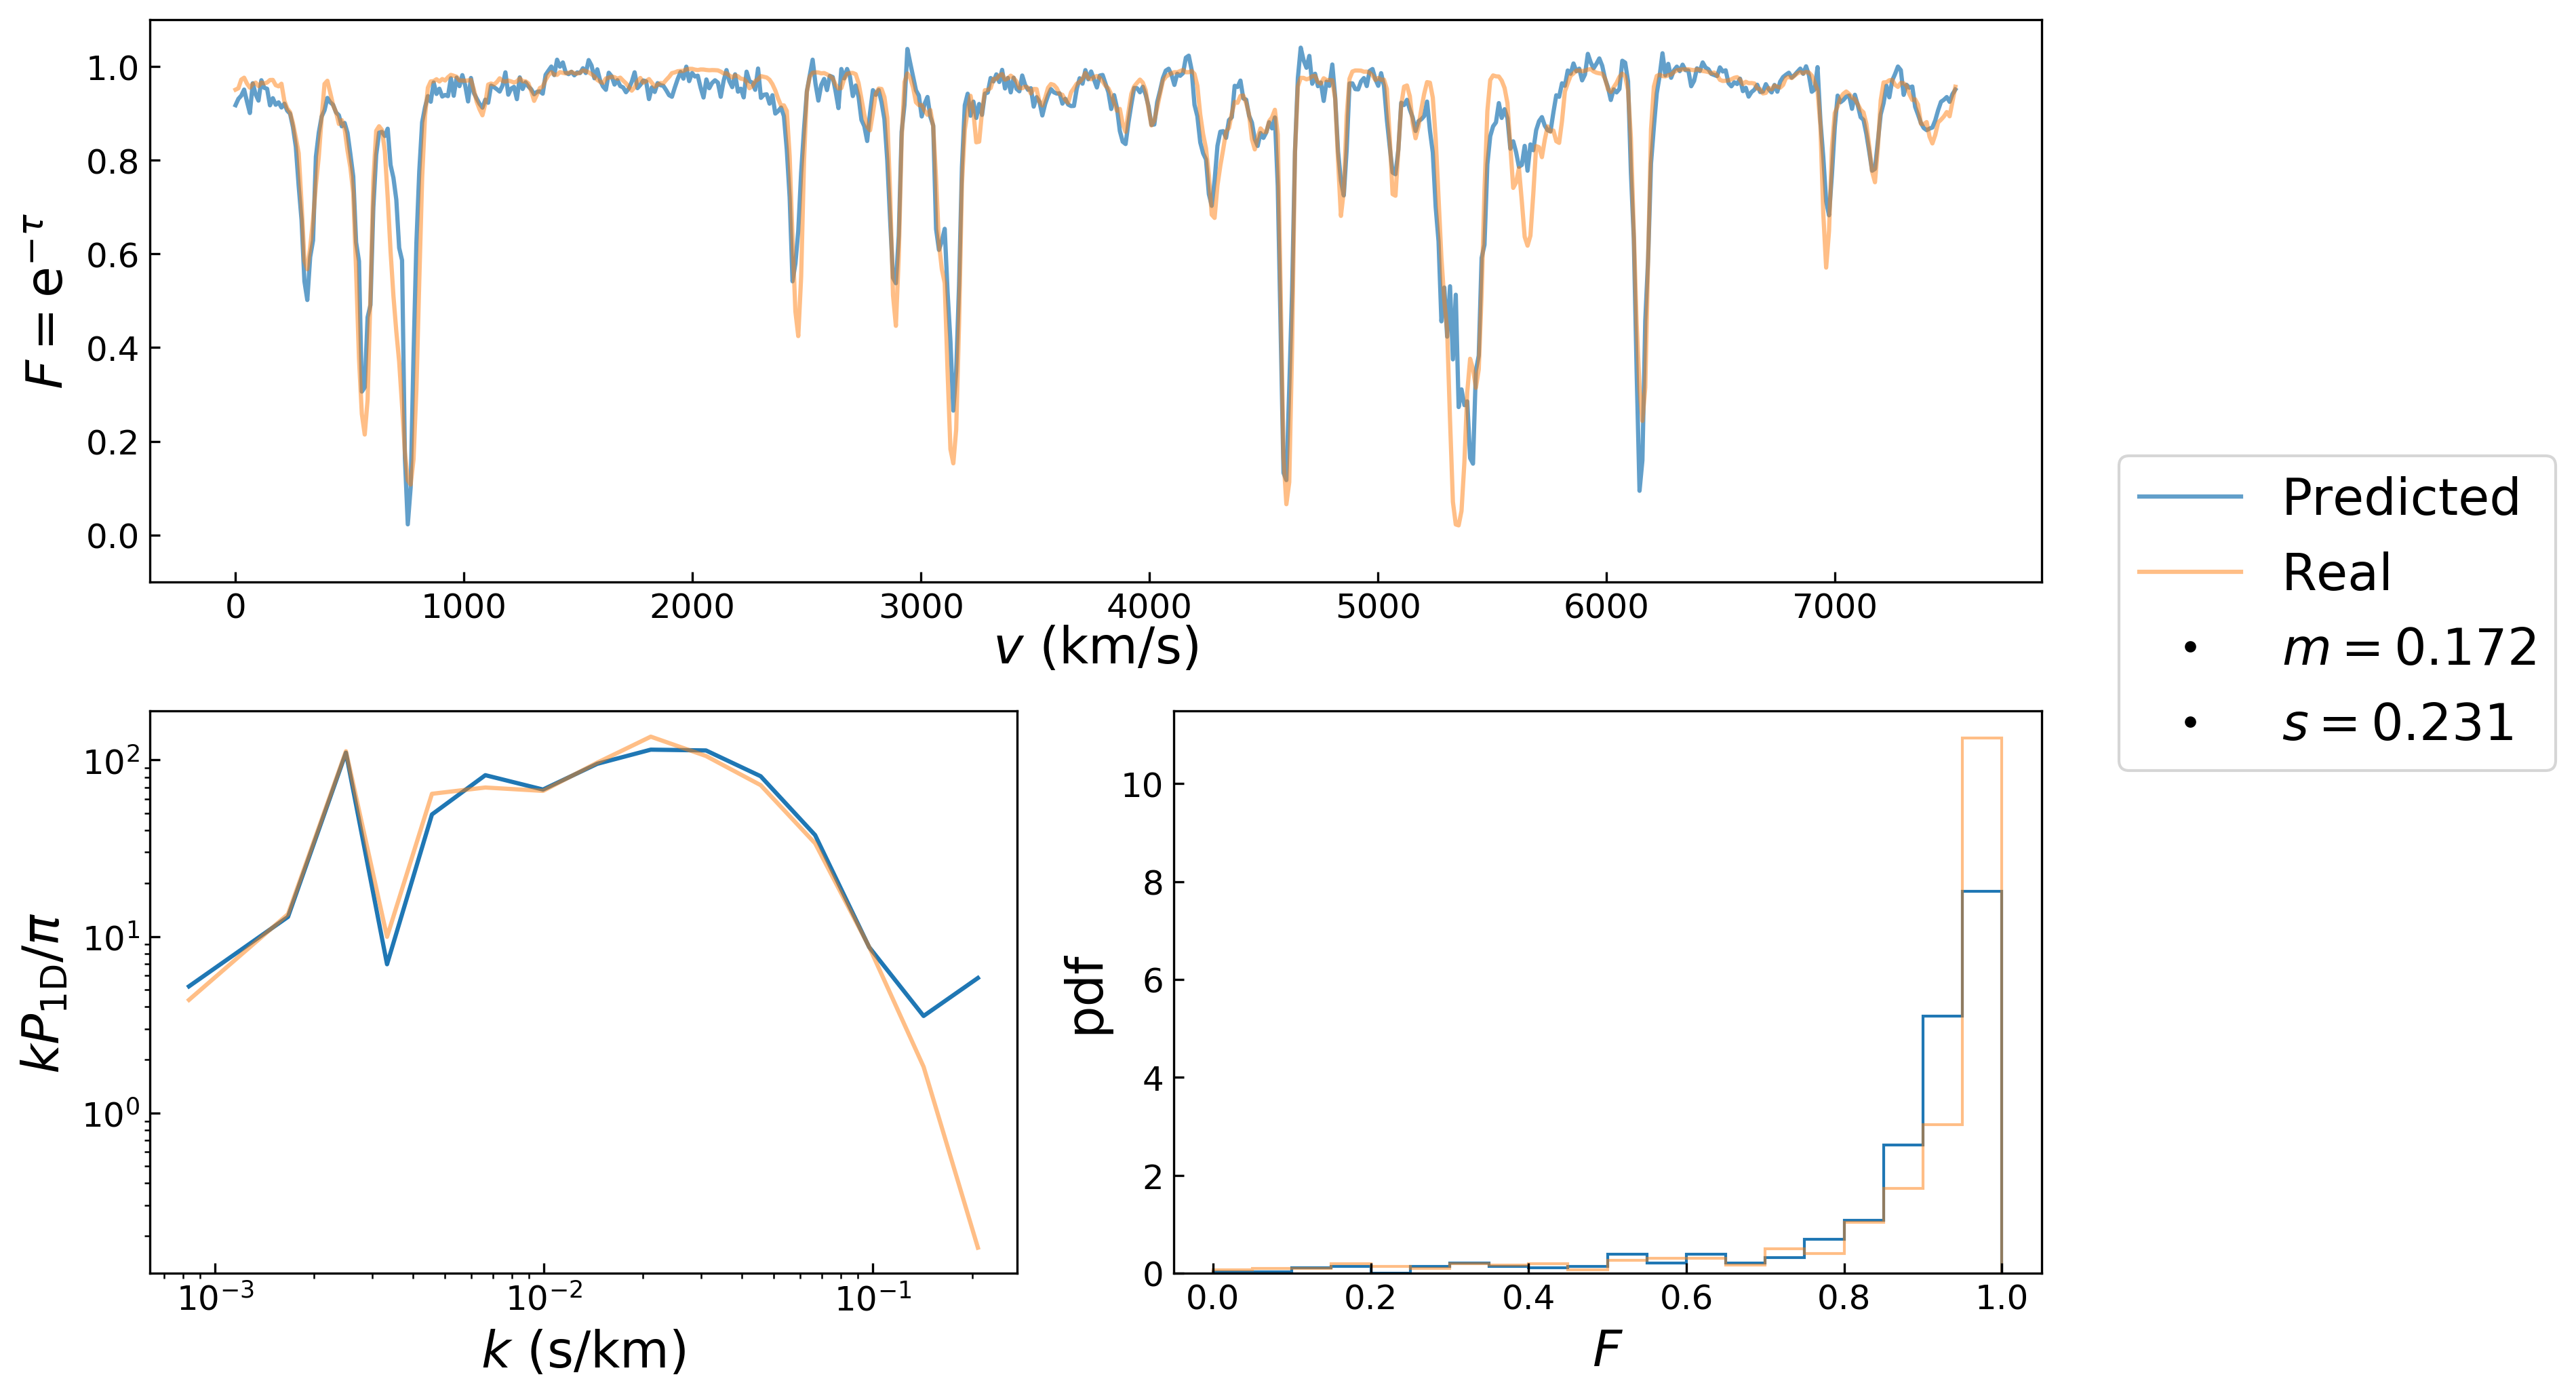 F = e^{-τ}
1.0
0.8
0.6
0.4
0.2
0.0
0 1000 2000 3000 4000 5000 6000 7000
v (km/s)
Predicted
Real
m = 0.172
s = 0.231
kP_{1D}/π
10^2
10^1
10^0
10^{-3} 10^{-2} 10^{-1}
k (s/km)
pdf
10
8
6
4
2
0
0.0 0.2 0.4 0.6 0.8 1.0
F